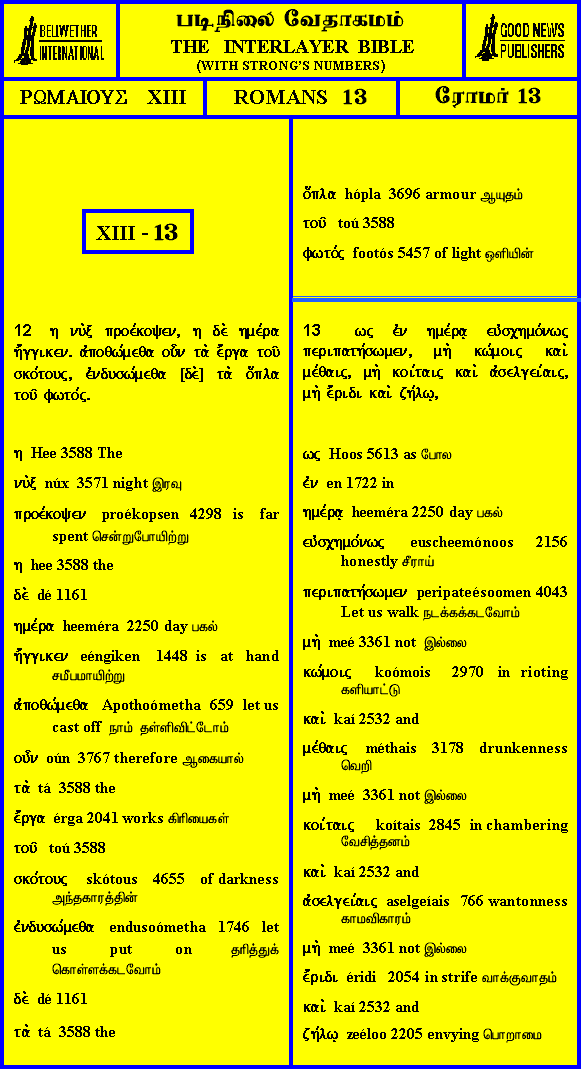 BELLWETHER
INTERNATIONAL
படிநிலை வேதாகமம்
THE INTERLAYER BIBLE
(WITH STRONG'S NUMBERS)
GOOD NEWS
PUBLISHERS
ΡΩΜΑΙΟΥΣ XIII
ROMANS 13
ரோமர் 13
XIII - 13
12 η νὺξ προέκοψεν, η δὲ ημέρα
ἤγγικεν. ἀποθώμεθα οὖν τὰ ἔργα τοῦ
σκότους, ἐνδυσώμεθα [δὲ] τὰ ὅπλα
τοῦ φωτός.
η Hee 3588 The
νὺξ núx 3571 night இரவு
προέκοψεν proékopsen 4298 is far
spent சென்றுபோயிற்று
η hee 3588 the
δὲ dé 1161
ημέρα heeméra 2250 day பகல்
ἤγγικεν eéngiken 1448 is at hand
சமீபமாயிற்று
ἀποθώμεθα Apothoómetha 659 let us
cast off நாம் தள்ளிவிட்டோம்
οὖν oún 3767 therefore ஆகையால்
τὰ tá 3588 the
ἔργα érga 2041 works கிரியைகள்
τοῦ toú 3588
σκότους skótous 4655 of darkness
அந்தகாரத்தின்
ἐνδυσώμεθα endusoómetha 1746 let
us put on தரித்துக்
கொள்ளக்கடவோம்
δὲ dé 1161
τὰ tá 3588 the
ὅπλα hópla 3696 armour ஆயுதம்
τοῦ toú 3588
φωτός footós 5457 of light ஒளியின்
13 ως ἐν ημέρᾳ εὐσχημόνως
περιπατήσωμεν, μὴ κώμοις καὶ
μέθαις, μὴ κοίταις καὶ ἀσελγείαις,
μὴ ἔριδι καὶ ζήλῳ,
ως Hoos 5613 as போல
ἐν en 1722 in
ημέρᾳ heeméra 2250 day பகல்
εὐσχημόνως euscheemónoos 2156
honestly சீராய்
περιπατήσωμεν peripateésoomen 4043
Let us walk நடக்கக்கடவோம்
μὴ meé 3361 not இல்லை
κώμοις koómois 2970 in rioting
களியாட்டு
καὶ kaí 2532 and
μέθαις méthais 3178 drunkenness
வெறி
μὴ meé 3361 not இல்லை
κοίταις koítais 2845 in chambering
வேசித்தனம்
καὶ kaí 2532 and
ἀσελγείαις aselgeíais 766 wantonness
காமவிகாரம்
μὴ meé 3361 not இல்லை
ἔριδι éridi 2054 in strife வாக்குவாதம்
καὶ kaí 2532 and
ζήλῳ zeéloo 2205 envying பொறாமை